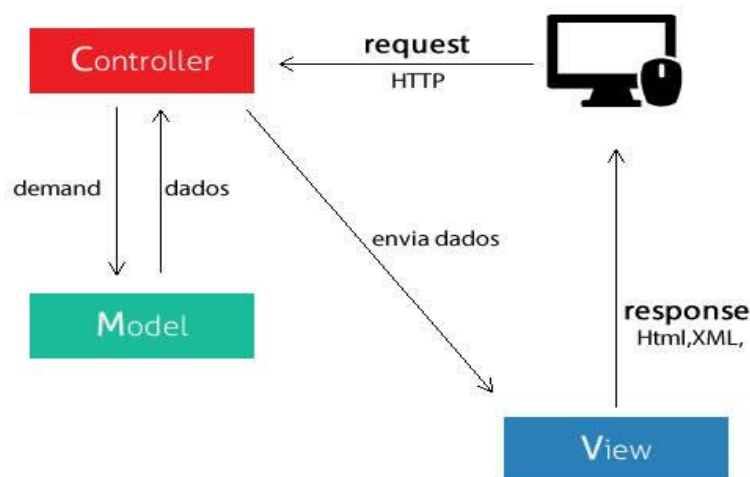 Controller
request
HTTP
demand
dados
envia dados
Model
response
Html,XML,
View